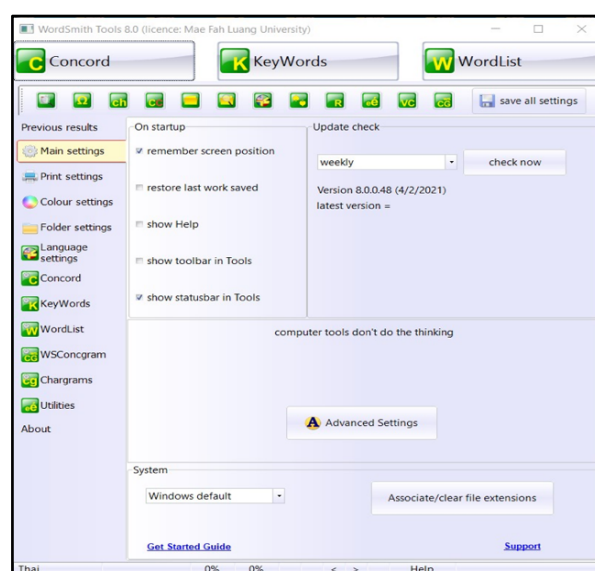 WordSmith Tools 8.0 (licence: Mae Fah Luang University)
Concord
KeyWords
WordList
save all settings
Previous results
Main settings
Print settings
Colour settings
Folder settings
Language
settings
Concord
KeyWords
WordList
WSConcgram
Chargrams
Utilities
About
On startup
remember screen position
restore last work saved
show Help
show toolbar in Tools
show statusbar in Tools
Update check
weekly
check now
Version 8.0.0.48 (4/2/2021)
latest version =
computer tools don't do the thinking
Advanced Settings
System
Windows default
Associate/clear file extensions
Get Started Guide
Support
Thai
0%
0%
< >
Help